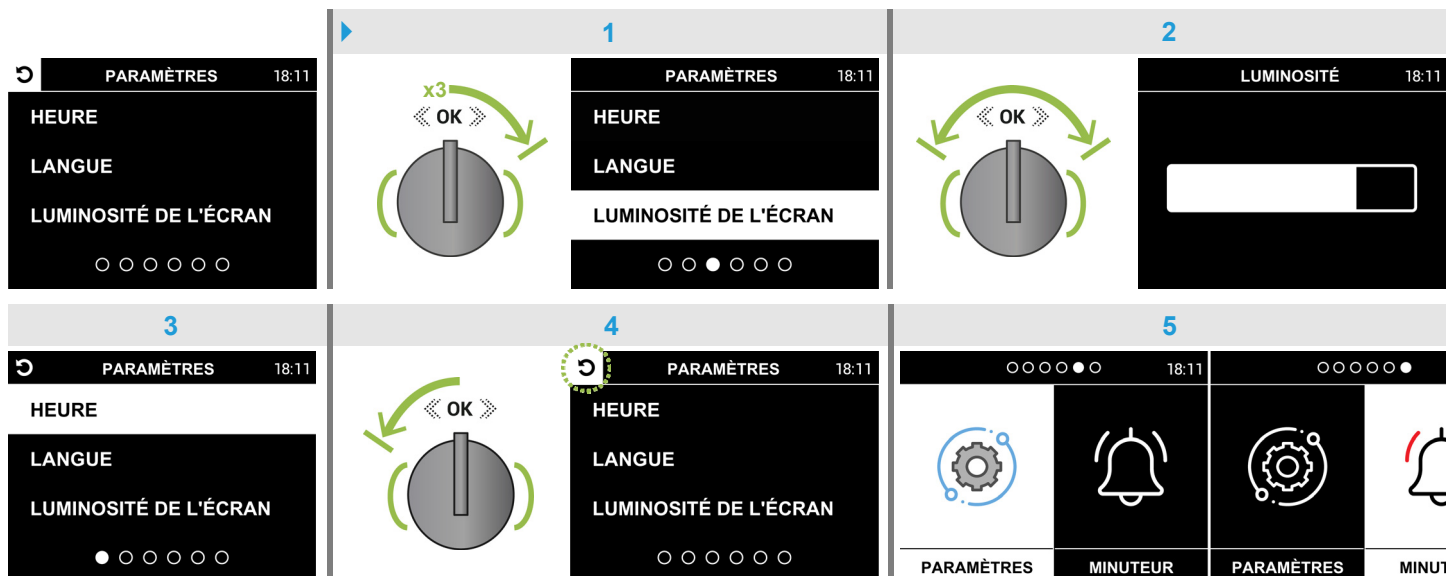 1
2
PARAMÈTRES 18:11
HEURE
LANGUE
LUMINOSITÉ DE L'ÉCRAN
x3
OK
PARAMÈTRES 18:11
HEURE
LANGUE
LUMINOSITÉ DE L'ÉCRAN
OK
LUMINOSITÉ 18:11
3
4
5
PARAMÈTRES 18:11
HEURE
LANGUE
LUMINOSITÉ DE L'ÉCRAN
OK
PARAMÈTRES 18:11
HEURE
LANGUE
LUMINOSITÉ DE L'ÉCRAN
18:11
PARAMÈTRES
MINUTEUR
PARAMÈTRES
MINUT